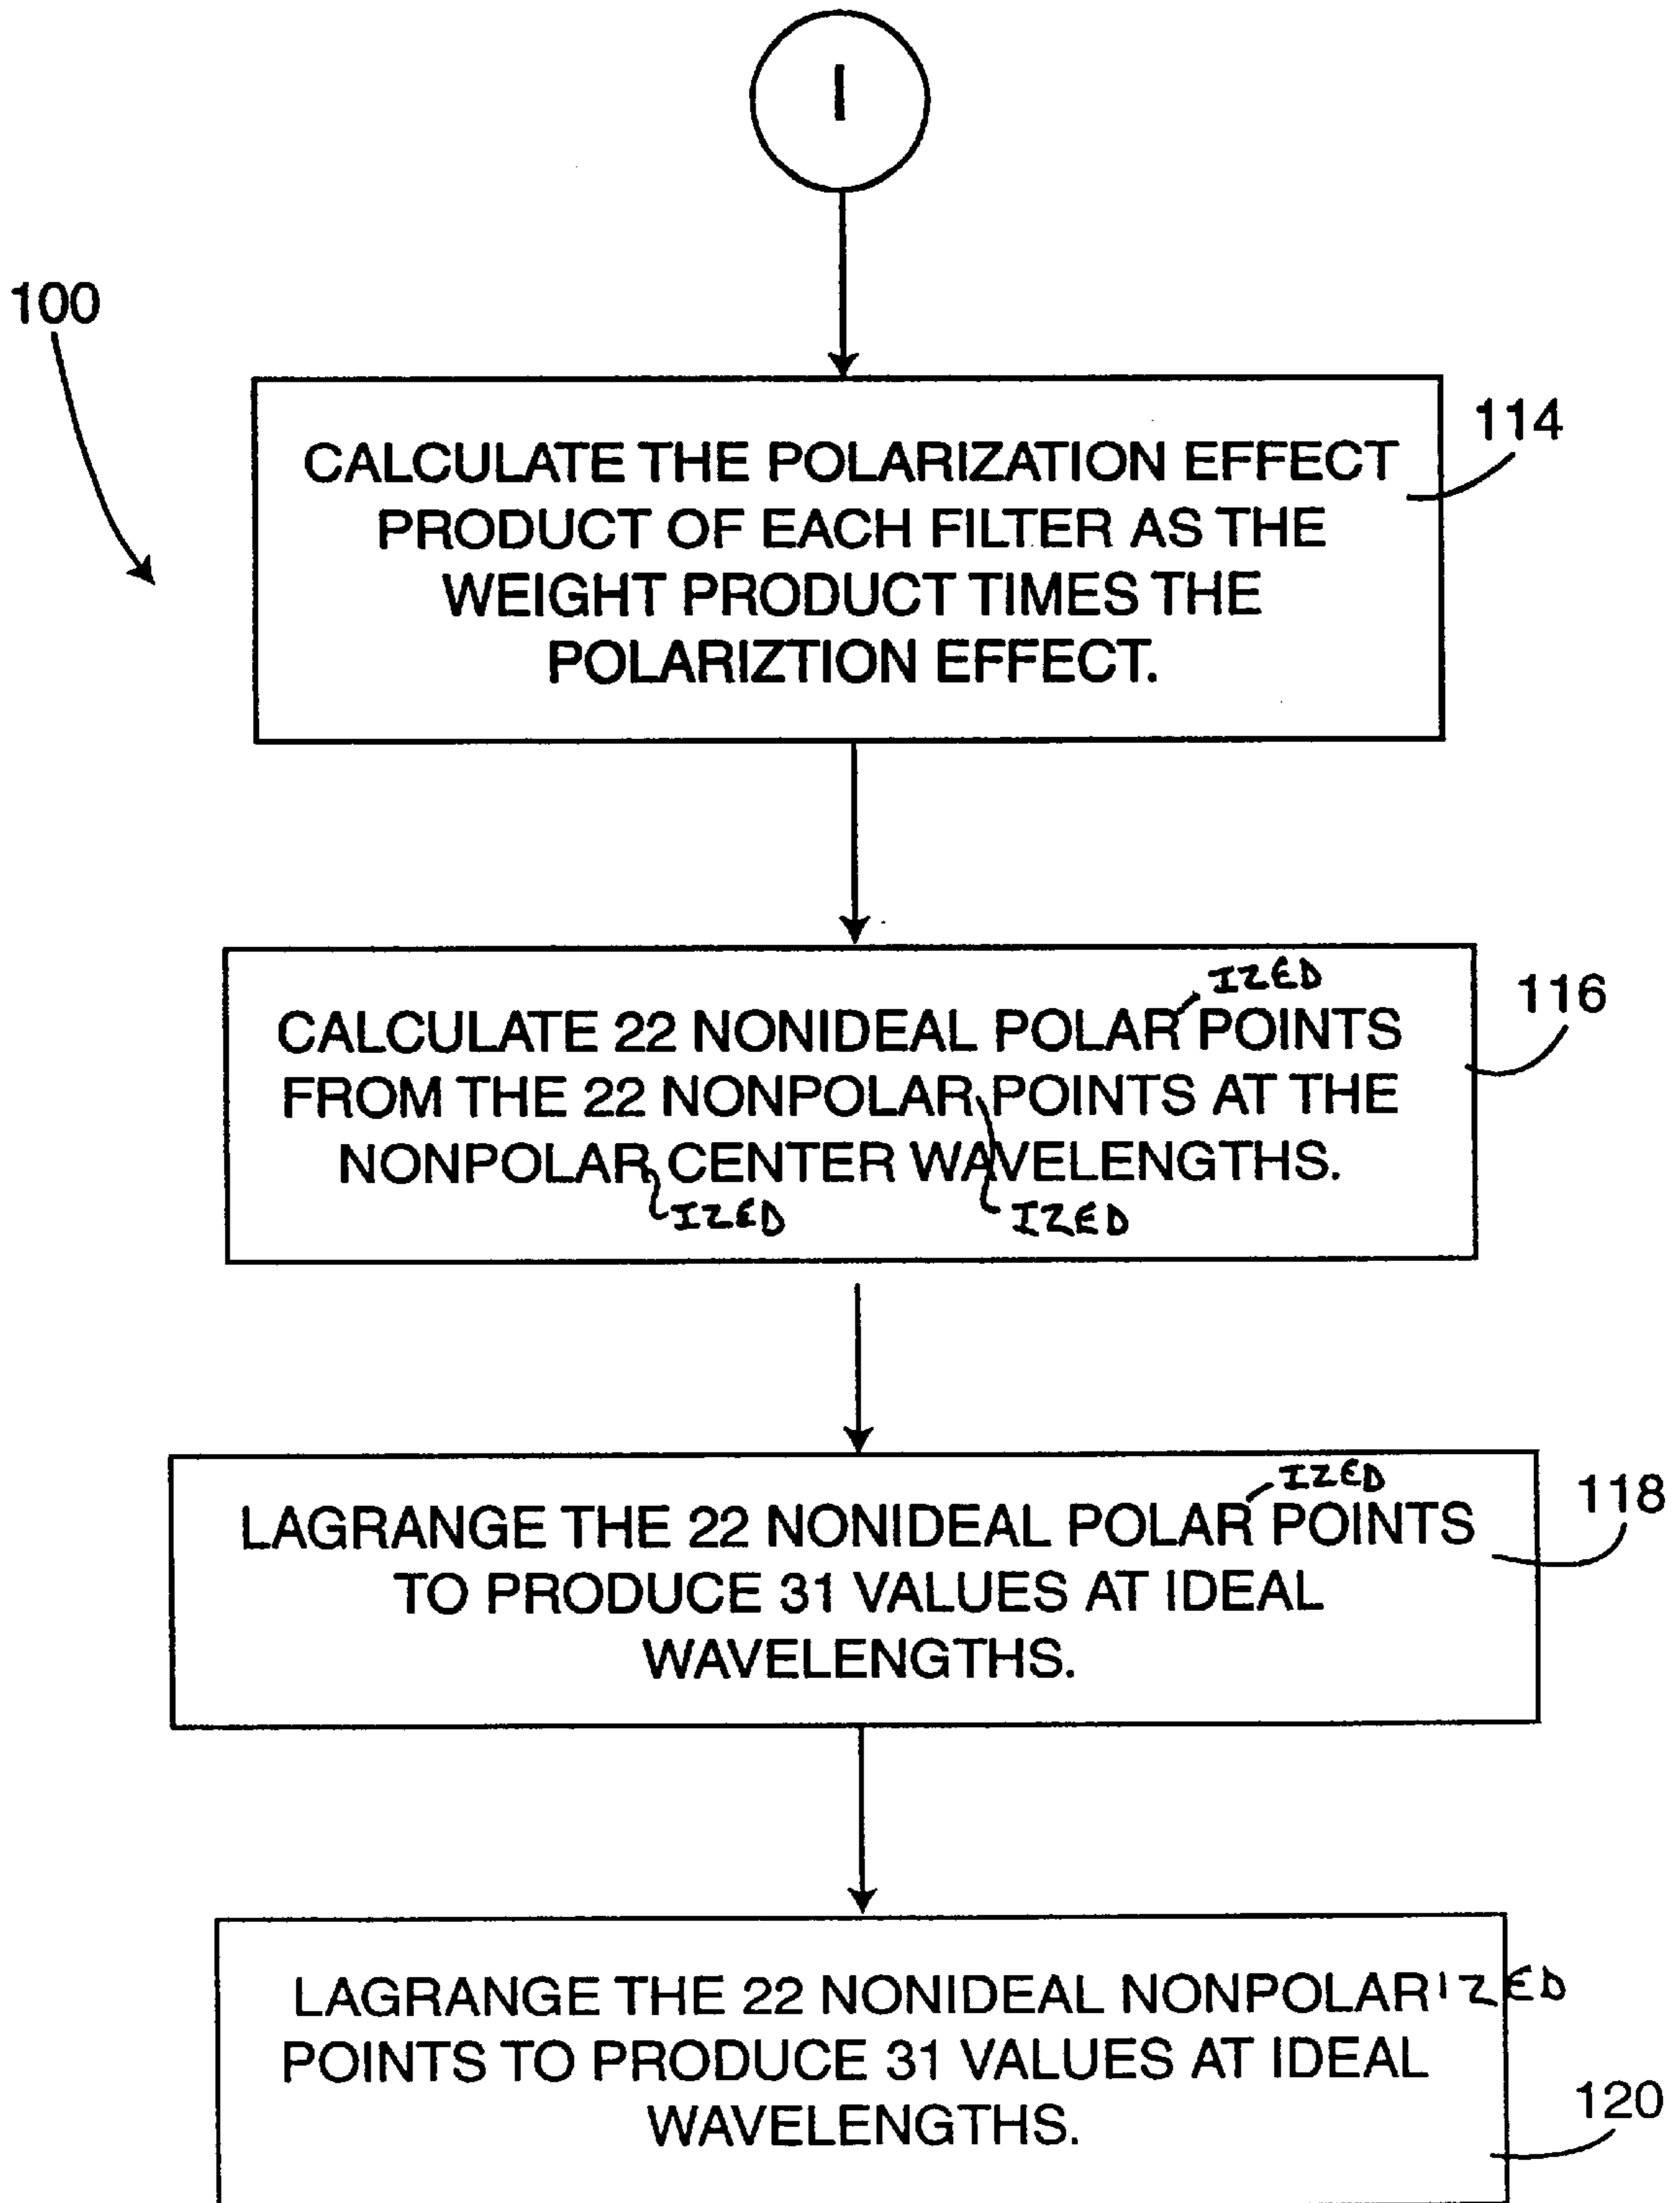 I
100
114
CALCULATE THE POLARIZATION EFFECT
PRODUCT OF EACH FILTER AS THE
WEIGHT PRODUCT TIMES THE
POLARIZTION EFFECT.
IZED
116
CALCULATE 22 NONIDEAL POLAR POINTS
FROM THE 22 NONPOLAR POINTS AT THE
NONPOLAR CENTER WAVELENGTHS.
IZED IZED
IZED
118
LAGRANGE THE 22 NONIDEAL POLAR POINTS
TO PRODUCE 31 VALUES AT IDEAL
WAVELENGTHS.
LAGRANGE THE 22 NONIDEAL NONPOLARIZED
POINTS TO PRODUCE 31 VALUES AT IDEAL
WAVELENGTHS.
120